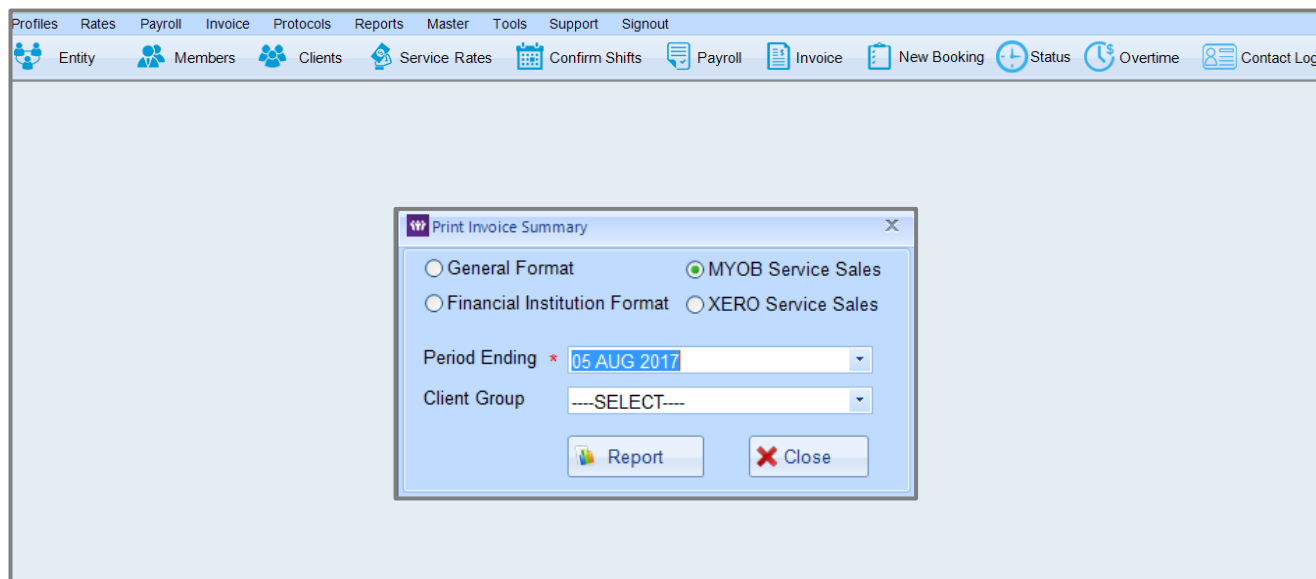 Profiles Rates Payroll Invoice Protocols Reports Master Tools Support Signout
Entity Members Clients Service Rates Confirm Shifts Payroll Invoice New Booking Status Overtime Contact Log
Print Invoice Summary
General Format MYOB Service Sales
Financial Institution Format XERO Service Sales
Period Ending * 05 AUG 2017
Client Group ----SELECT----
Report Close